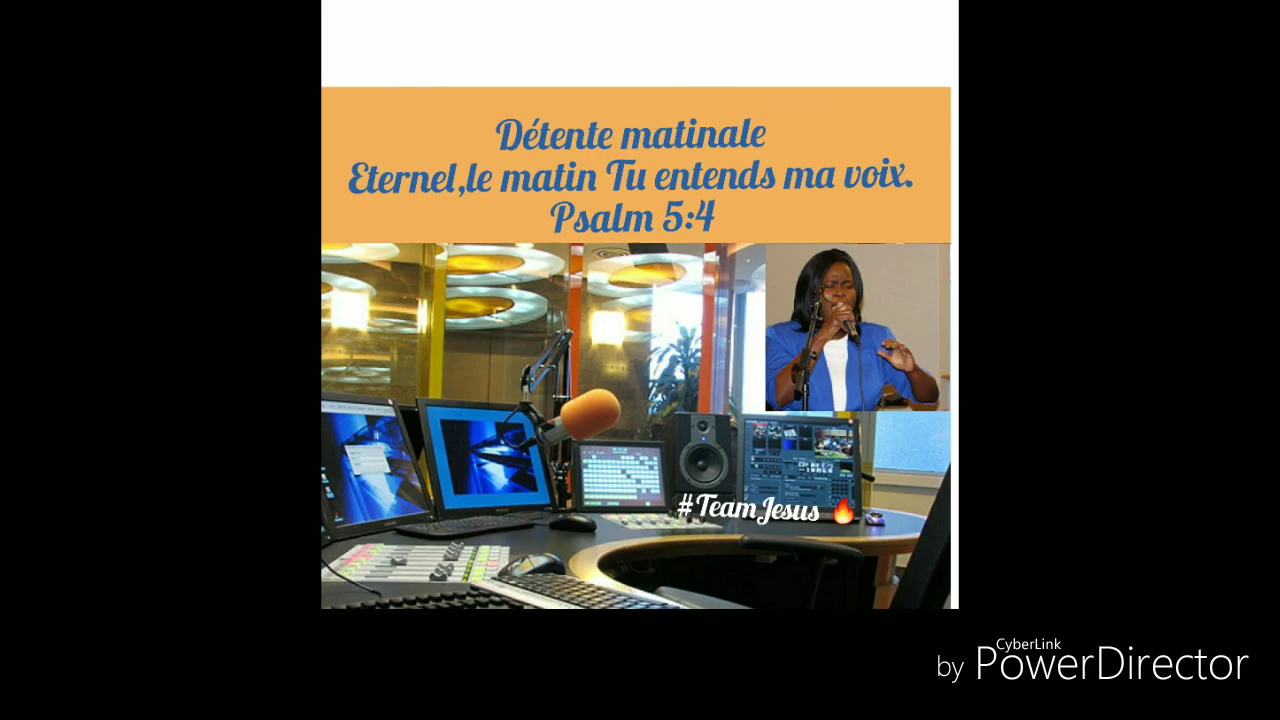 Détente matinale
Eternel,le matin Tu entends ma voix.
Psalm 5:4
#TeamJesus 🔥
CyberLink
by PowerDirector